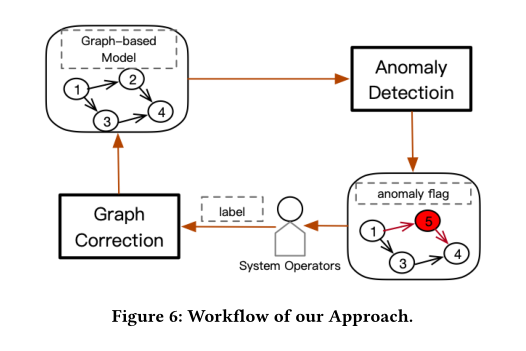 Graph-based
Model
1
2
3
4
Anomaly
Detectioin
anomaly flag
1
5
3
4
System Operators
label
Graph
Correction
Figure 6: Workflow of our Approach.